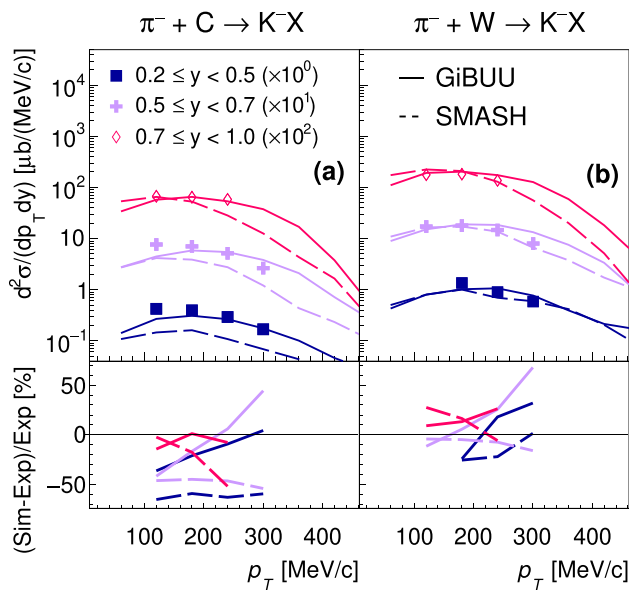 π⁻ + C → K⁻X
π⁻ + W → K⁻X
d²σ/(dp_T dy) [μb/(MeV/c)]
10⁴
10³
10²
10
1
10⁻¹
0.2 ≤ y < 0.5 (×10⁰)
0.5 ≤ y < 0.7 (×10¹)
0.7 ≤ y < 1.0 (×10²)
(a)
GiBUU
SMASH
(b)
(Sim-Exp)/Exp [%]
50
0
−50
100 200 300 400
100 200 300 400
p_T [MeV/c]
p_T [MeV/c]